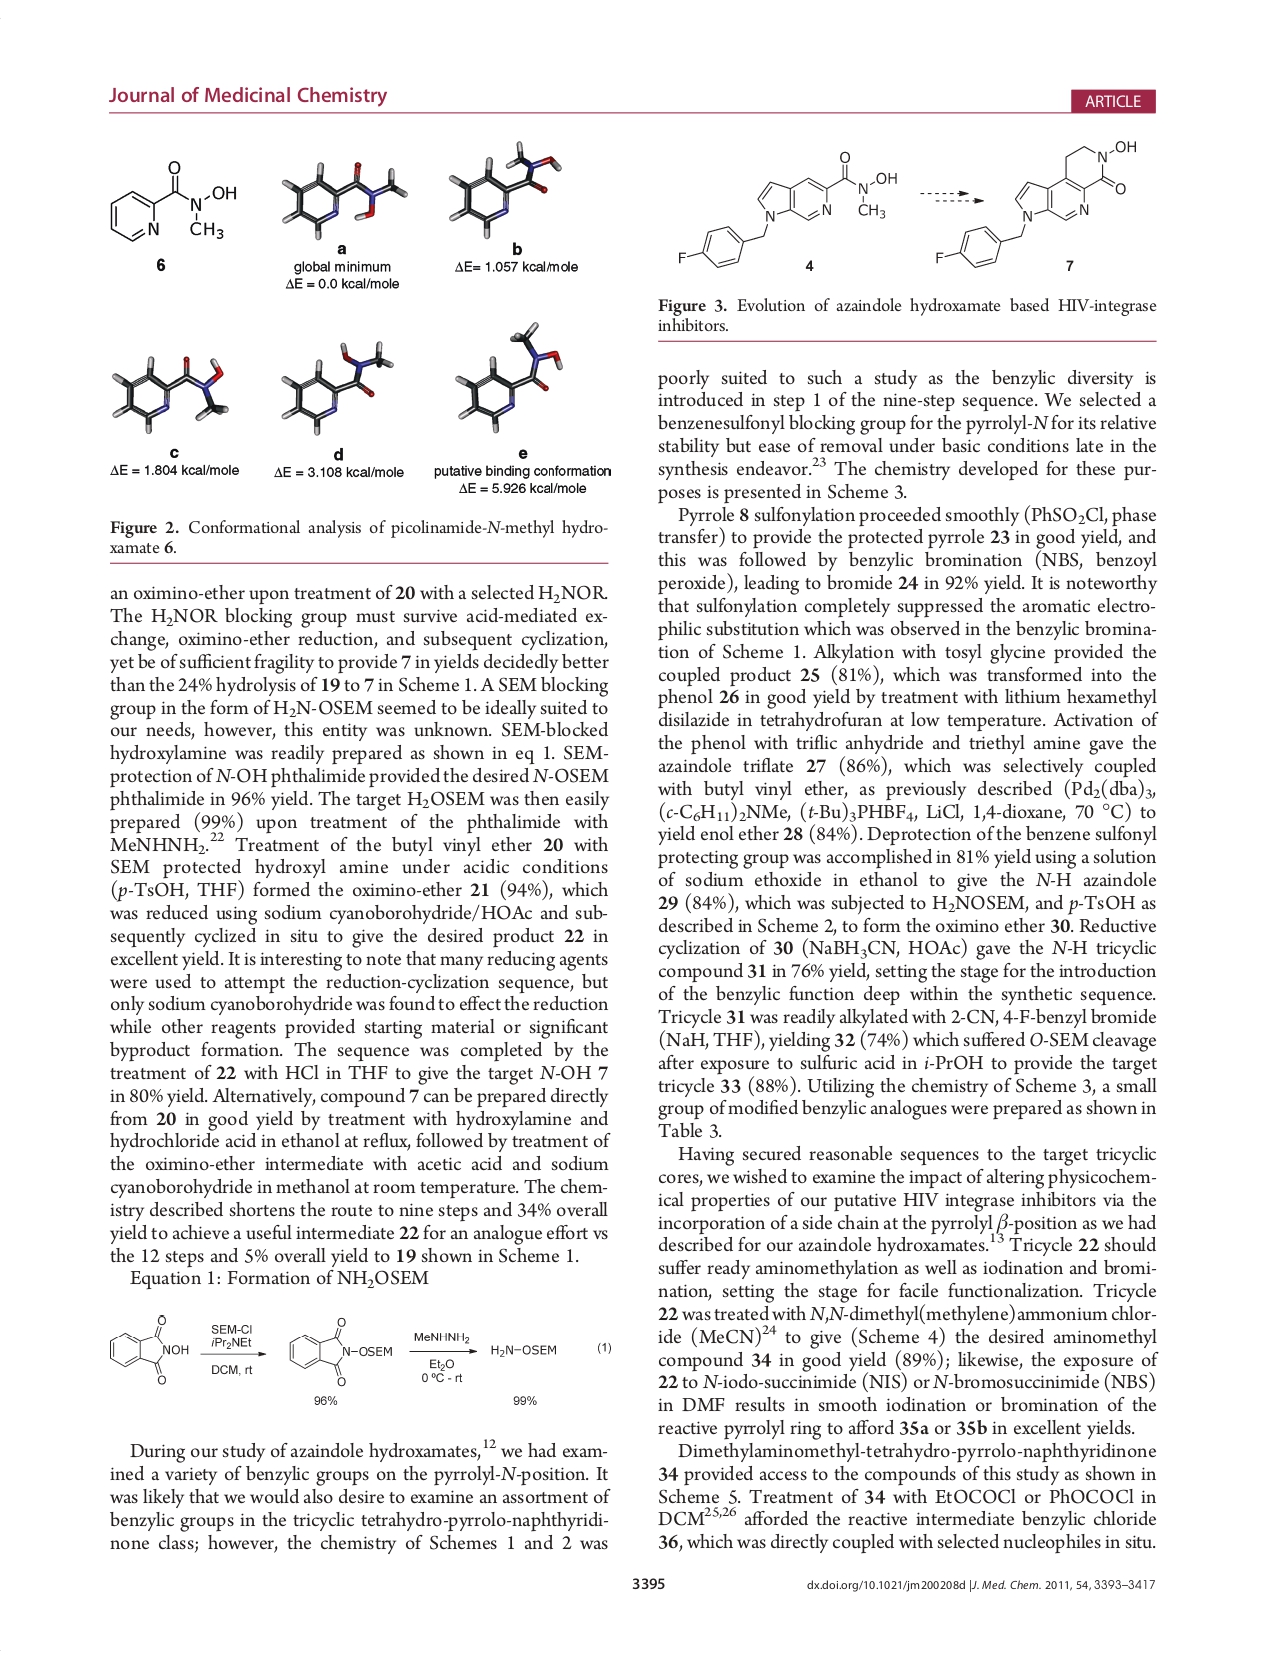 Journal of Medicinal Chemistry
ARTICLE
O
N
OH
N
CH3
6
a
global minimum
ΔE = 0.0 kcal/mole
b
ΔE= 1.057 kcal/mole
c
ΔE = 1.804 kcal/mole
d
ΔE = 3.108 kcal/mole
e
putative binding conformation
ΔE = 5.926 kcal/mole
Figure 2. Conformational analysis of picolinamide-N-methyl hydro-
xamate 6.
an oximino-ether upon treatment of 20 with a selected H2NOR.
The H2NOR blocking group must survive acid-mediated ex-
change, oximino-ether reduction, and subsequent cyclization,
yet be of sufficient fragility to provide 7 in yields decidedly better
than the 24% hydrolysis of 19 to 7 in Scheme 1. A SEM blocking
group in the form of H2N-OSEM seemed to be ideally suited to
our needs, however, this entity was unknown. SEM-blocked
hydroxylamine was readily prepared as shown in eq 1. SEM-
protection of N-OH phthalimide provided the desired N-OSEM
phthalimide in 96% yield. The target H2OSEM was then easily
prepared (99%) upon treatment of the phthalimide with
MeNHNH2.22 Treatment of the butyl vinyl ether 20 with
SEM protected hydroxyl amine under acidic conditions
(p-TsOH, THF) formed the oximino-ether 21 (94%), which
was reduced using sodium cyanoborohydride/HOAc and sub-
sequently cyclized in situ to give the desired product 22 in
excellent yield. It is interesting to note that many reducing agents
were used to attempt the reduction-cyclization sequence, but
only sodium cyanoborohydride was found to effect the reduction
while other reagents provided starting material or significant
byproduct formation. The sequence was completed by the
treatment of 22 with HCl in THF to give the target N-OH 7
in 80% yield. Alternatively, compound 7 can be prepared directly
from 20 in good yield by treatment with hydroxylamine and
hydrochloride acid in ethanol at reflux, followed by treatment of
the oximino-ether intermediate with acetic acid and sodium
cyanoborohydride in methanol at room temperature. The chem-
istry described shortens the route to nine steps and 34% overall
yield to achieve a useful intermediate 22 for an analogue effort vs
the 12 steps and 5% overall yield to 19 shown in Scheme 1.
Equation 1: Formation of NH2OSEM
O
NOH
O
SEM-Cl
iPr2NEt
DCM, rt
O
N-OSEM
O
96%
MeNHNH2
Et2O
0 ºC - rt
H2N-OSEM
99%
(1)
During our study of azaindole hydroxamates,12 we had exam-
ined a variety of benzylic groups on the pyrrolyl-N-position. It
was likely that we would also desire to examine an assortment of
benzylic groups in the tricyclic tetrahydro-pyrrolo-naphthyridi-
none class; however, the chemistry of Schemes 1 and 2 was
O
N
OH
CH3
N
N
F
4
N
OH
O
N
N
F
7
Figure 3. Evolution of azaindole hydroxamate based HIV-integrase
inhibitors.
poorly suited to such a study as the benzylic diversity is
introduced in step 1 of the nine-step sequence. We selected a
benzenesulfonyl blocking group for the pyrrolyl-N for its relative
stability but ease of removal under basic conditions late in the
synthesis endeavor.23 The chemistry developed for these pur-
poses is presented in Scheme 3.
Pyrrole 8 sulfonylation proceeded smoothly (PhSO2Cl, phase
transfer) to provide the protected pyrrole 23 in good yield, and
this was followed by benzylic bromination (NBS, benzoyl
peroxide), leading to bromide 24 in 92% yield. It is noteworthy
that sulfonylation completely suppressed the aromatic electro-
philic substitution which was observed in the benzylic bromina-
tion of Scheme 1. Alkylation with tosyl glycine provided the
coupled product 25 (81%), which was transformed into the
phenol 26 in good yield by treatment with lithium hexamethyl
disilazide in tetrahydrofuran at low temperature. Activation of
the phenol with triflic anhydride and triethyl amine gave the
azaindole triflate 27 (86%), which was selectively coupled
with butyl vinyl ether, as previously described (Pd2(dba)3,
(c-C6H11)2NMe, (t-Bu)3PHBF4, LiCl, 1,4-dioxane, 70 °C) to
yield enol ether 28 (84%). Deprotection of the benzene sulfonyl
protecting group was accomplished in 81% yield using a solution
of sodium ethoxide in ethanol to give the N-H azaindole
29 (84%), which was subjected to H2NOSEM, and p-TsOH as
described in Scheme 2, to form the oximino ether 30. Reductive
cyclization of 30 (NaBH3CN, HOAc) gave the N-H tricyclic
compound 31 in 76% yield, setting the stage for the introduction
of the benzylic function deep within the synthetic sequence.
Tricycle 31 was readily alkylated with 2-CN, 4-F-benzyl bromide
(NaH, THF), yielding 32 (74%) which suffered O-SEM cleavage
after exposure to sulfuric acid in i-PrOH to provide the target
tricycle 33 (88%). Utilizing the chemistry of Scheme 3, a small
group of modified benzylic analogues were prepared as shown in
Table 3.
Having secured reasonable sequences to the target tricyclic
cores, we wished to examine the impact of altering physicochem-
ical properties of our putative HIV integrase inhibitors via the
incorporation of a side chain at the pyrrolyl β-position as we had
described for our azaindole hydroxamates.13 Tricycle 22 should
suffer ready aminomethylation as well as iodination and bromi-
nation, setting the stage for facile functionalization. Tricycle
22 was treated with N,N-dimethyl(methylene)ammonium chlor-
ide (MeCN)24 to give (Scheme 4) the desired aminomethyl
compound 34 in good yield (89%); likewise, the exposure of
22 to N-iodo-succinimide (NIS) or N-bromosuccinimide (NBS)
in DMF results in smooth iodination or bromination of the
reactive pyrrolyl ring to afford 35a or 35b in excellent yields.
Dimethylaminomethyl-tetrahydro-pyrrolo-naphthyridinone
34 provided access to the compounds of this study as shown in
Scheme 5. Treatment of 34 with EtOCOCl or PhOCOCl in
DCM25,26 afforded the reactive intermediate benzylic chloride
36, which was directly coupled with selected nucleophiles in situ.
3395
dx.doi.org/10.1021/jm200208d |J. Med. Chem. 2011, 54, 3393–3417